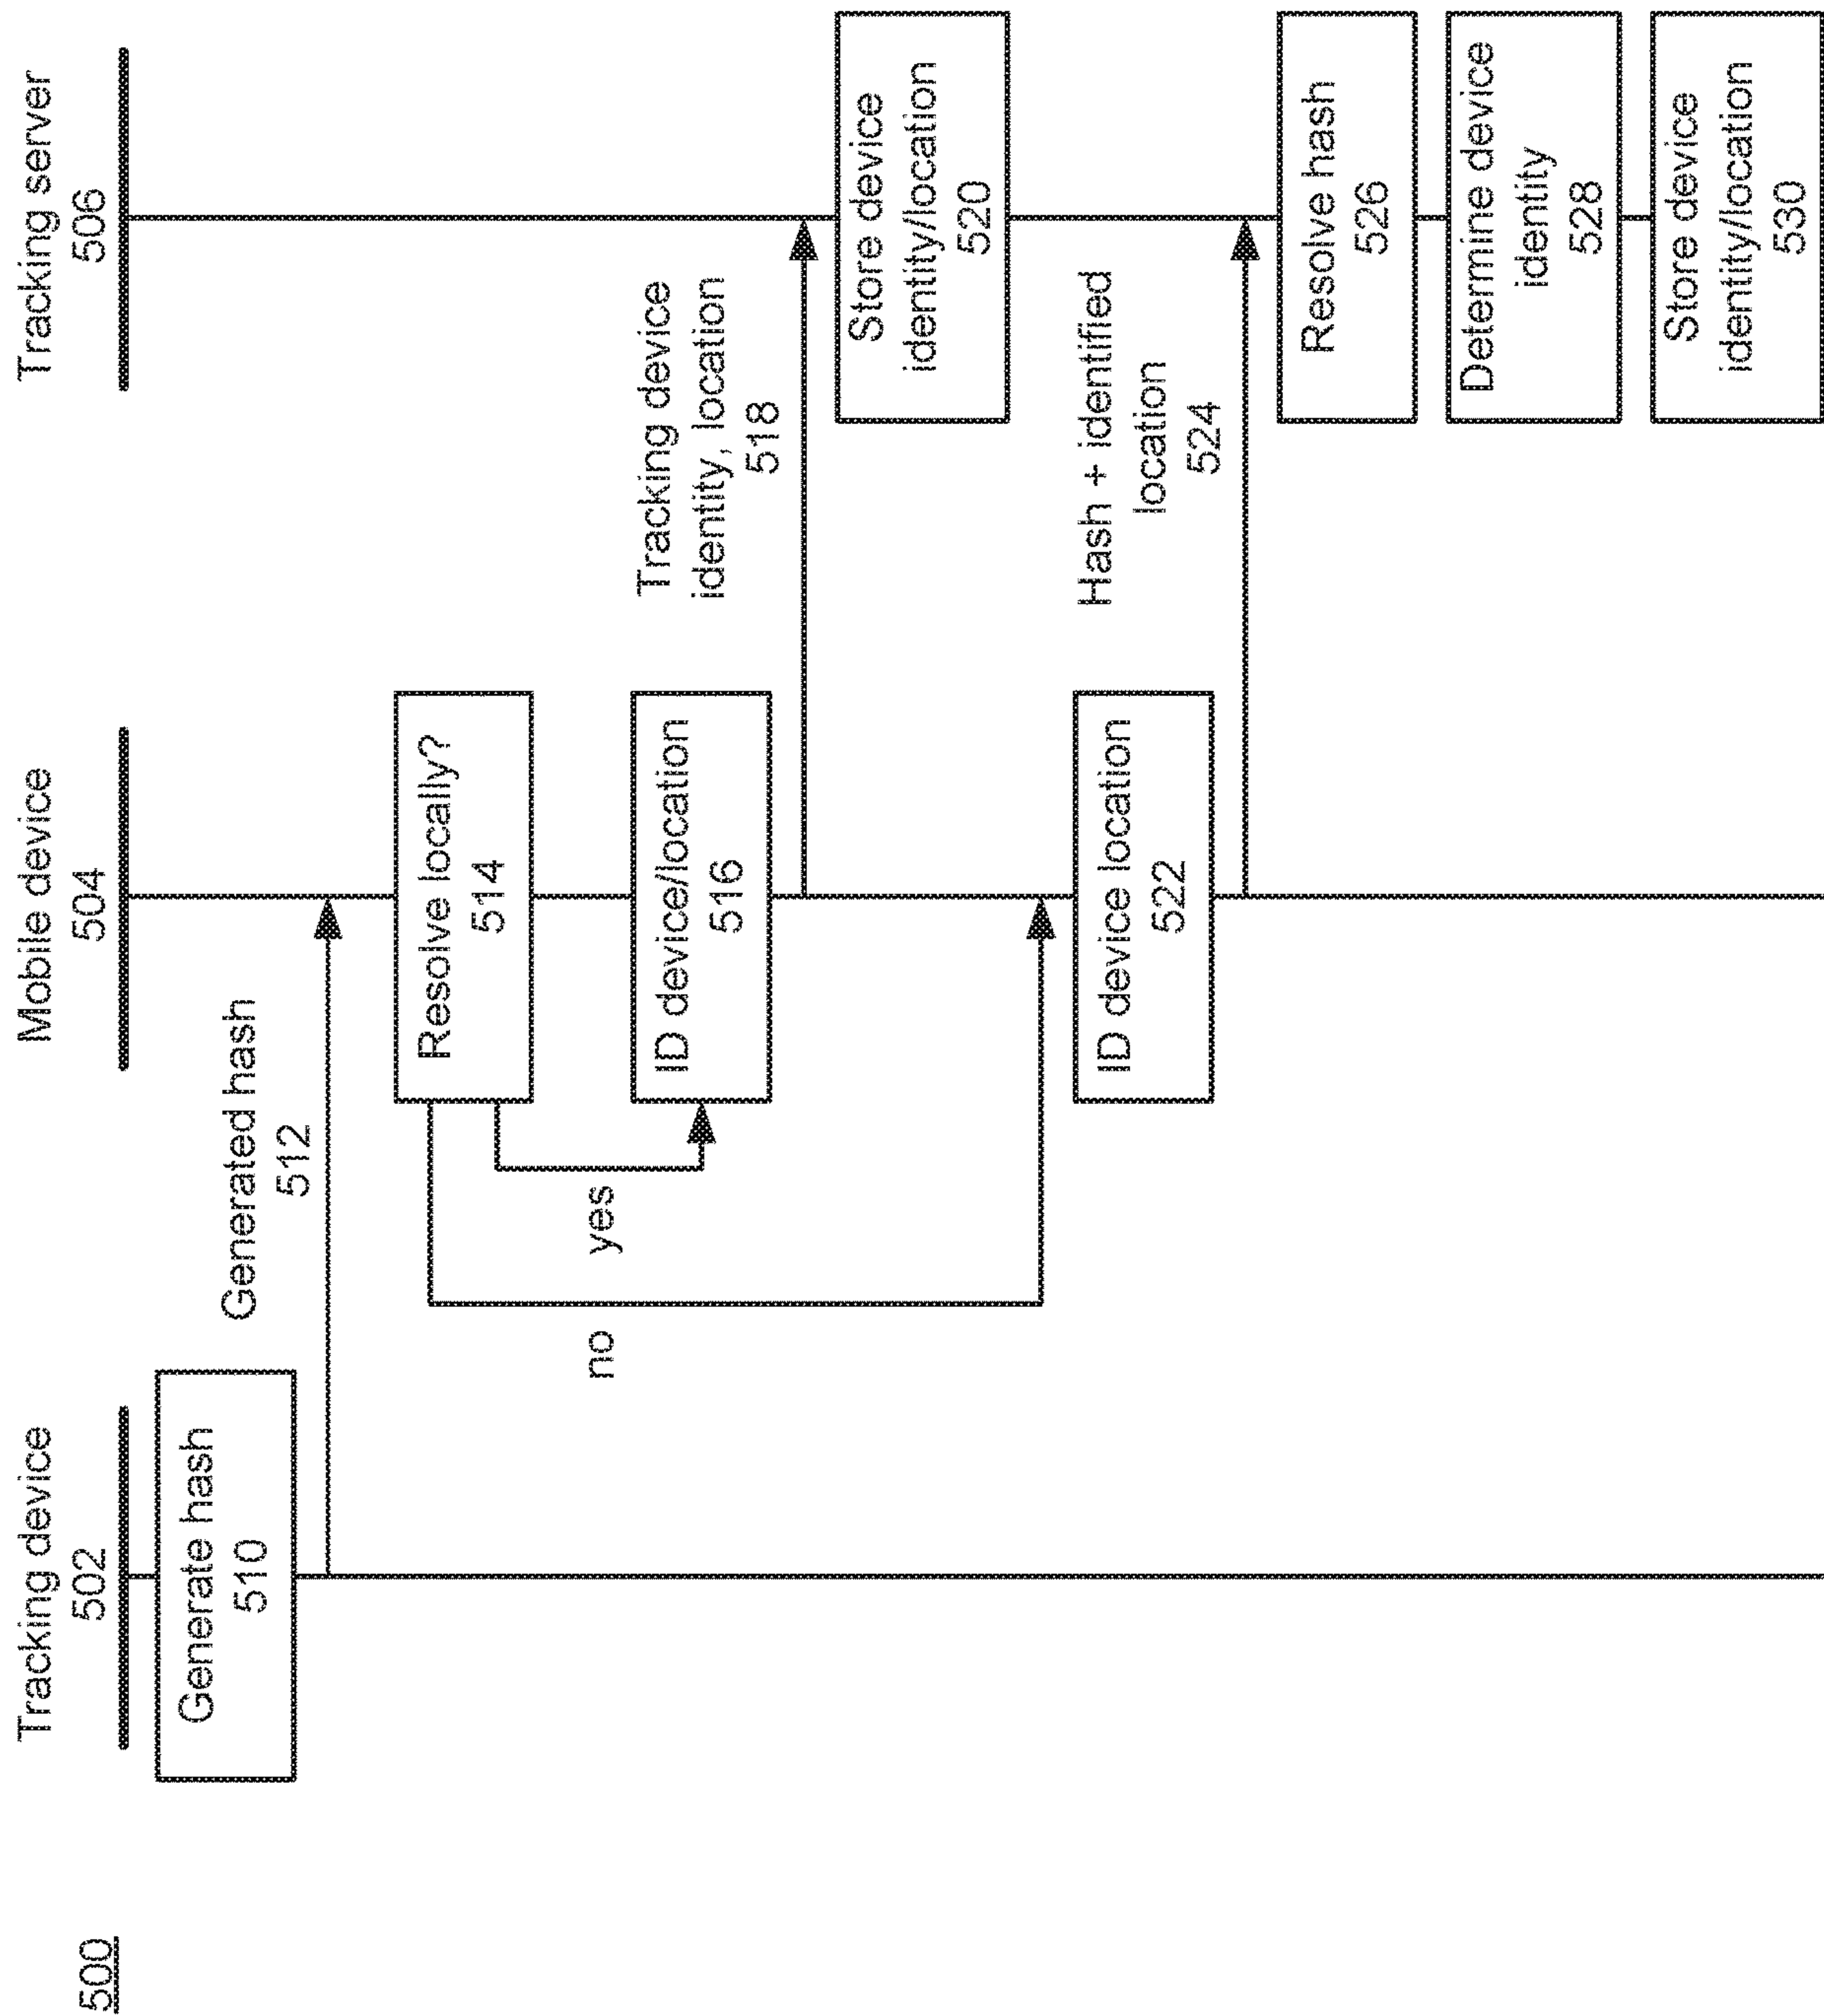 500
Tracking device
502
Mobile device
504
Tracking server
506
Generate hash
510
Generated hash
512
Resolve locally?
514
no
yes
ID device/location
516
Tracking device
identity, location
518
Store device
identity/location
520
ID device location
522
Hash + identified
location
524
Resolve hash
526
Determine device
identity
528
Store device
identity/location
530